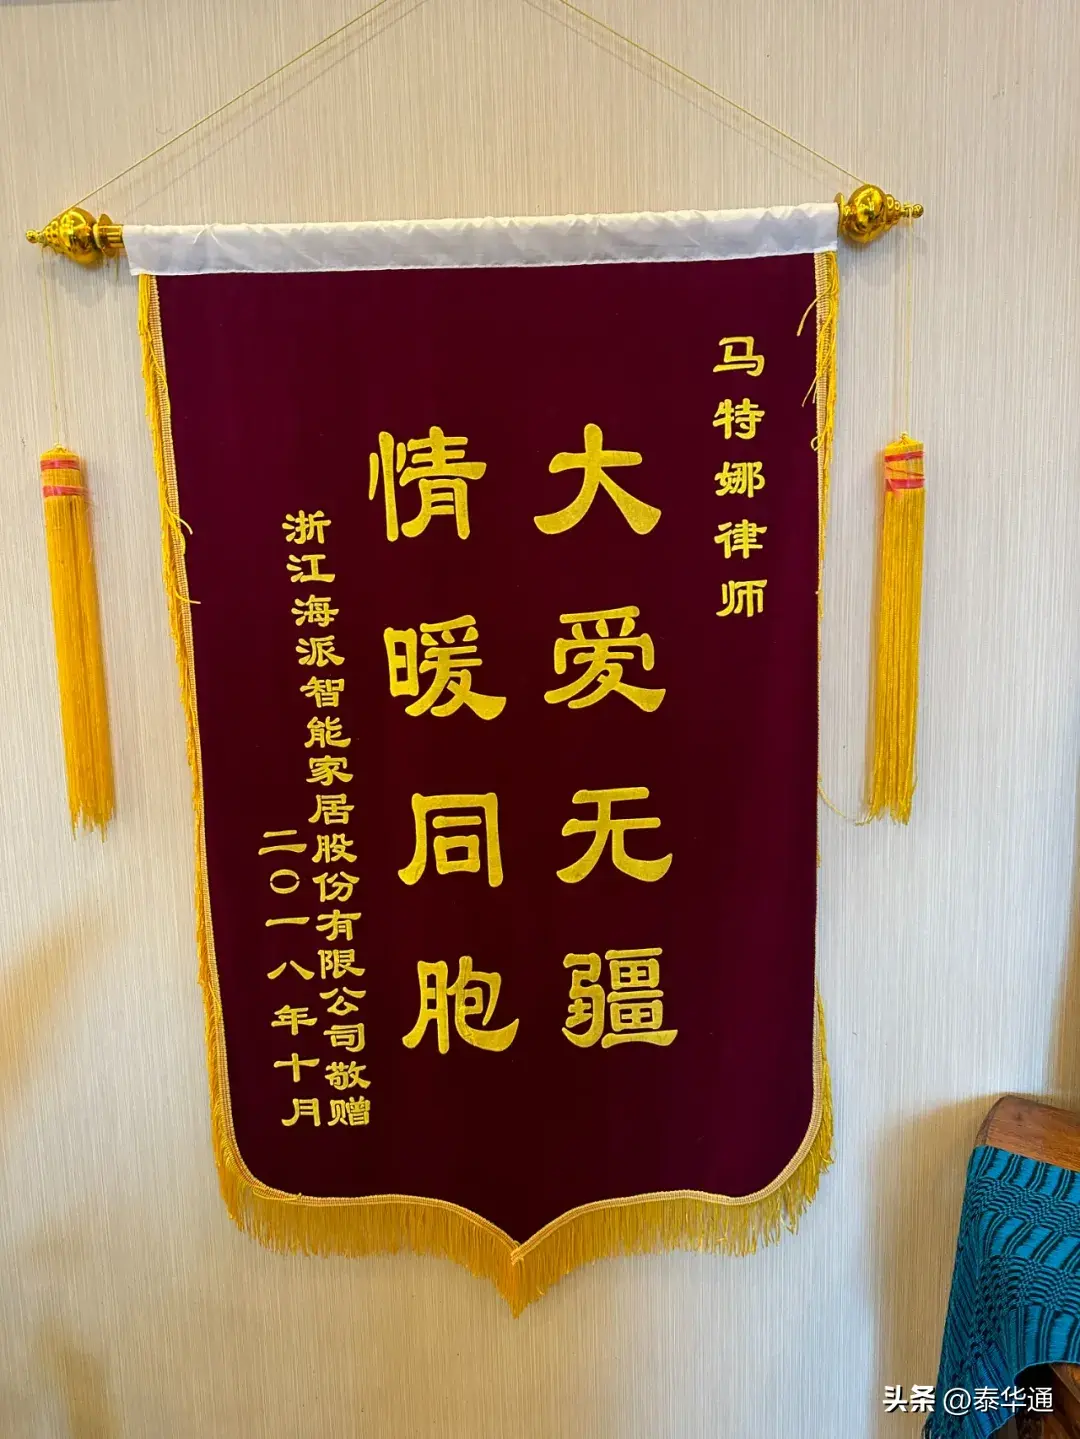 马特娜律师
大爱无疆
情暖同胞
浙江海派智能家居股份有限公司敬赠
二〇一八年十月
头条 @泰华通